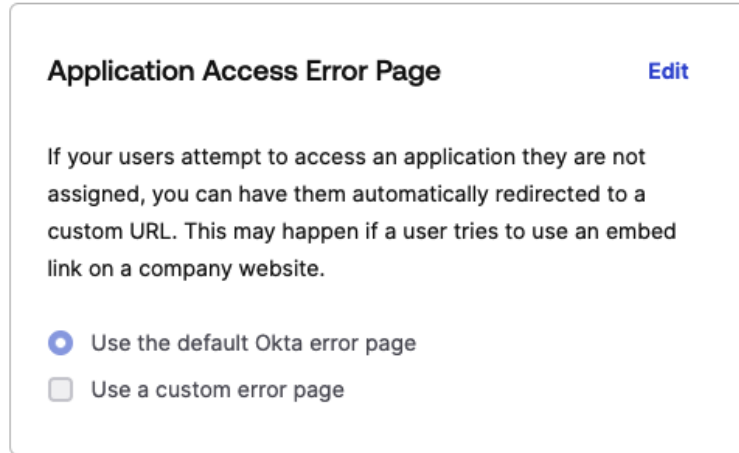 Application Access Error Page
Edit
If your users attempt to access an application they are not
assigned, you can have them automatically redirected to a
custom URL. This may happen if a user tries to use an embed
link on a company website.
Use the default Okta error page
Use a custom error page